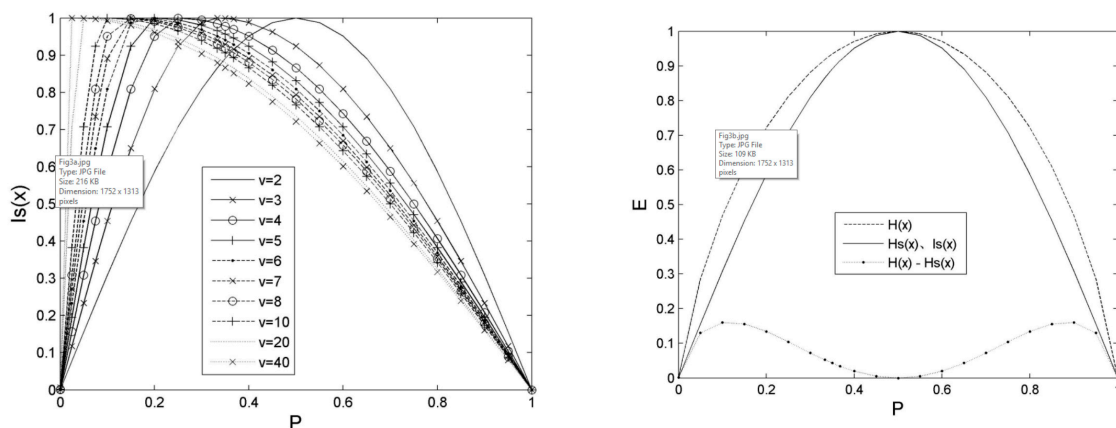 1
0.9
0.8
0.7
0.6
0.5
0.4
0.3
0.2
0.1
0
Is(x)
Fig3a.jpg
Type: JPG File
Size: 216 KB
Dimension: 1752 x 1313
pixels
v=2
v=3
v=4
v=5
v=6
v=7
v=8
v=10
v=20
v=40
0 0.2 0.4 0.6 0.8 1
P
1
0.9
0.8
0.7
0.6
0.5
0.4
0.3
0.2
0.1
0
E
Fig3b.jpg
Type: JPG File
Size: 109 KB
Dimension: 1752 x 1313
pixels
H(x)
Hs(x)、Is(x)
H(x) - Hs(x)
0 0.2 0.4 0.6 0.8 1
P